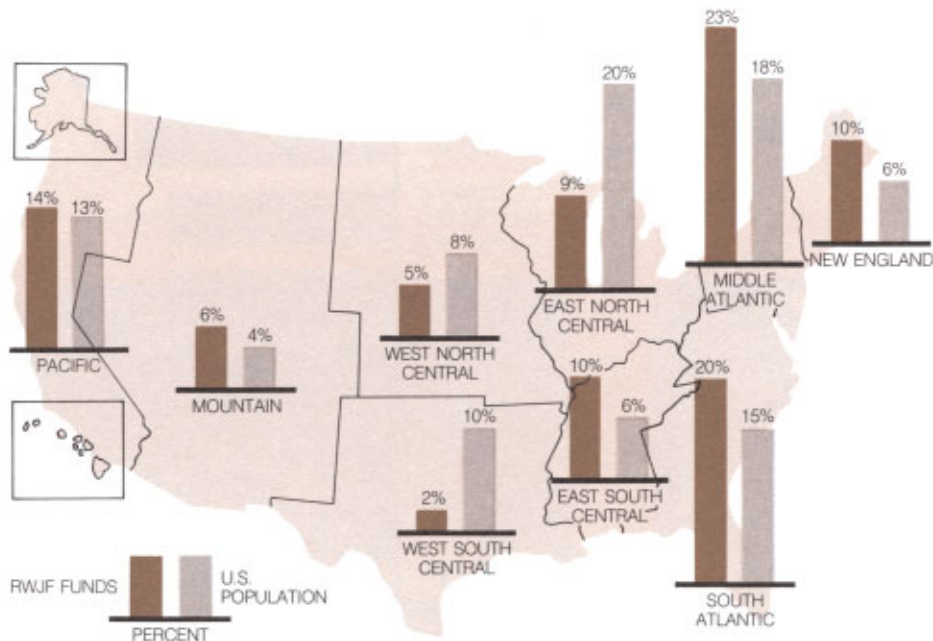 23%
18%
20%
10%
6%
9%
14%
13%
8%
5%
6%
4%
PACIFIC
MOUNTAIN
WEST NORTH
CENTRAL
EAST NORTH
CENTRAL
MIDDLE
ATLANTIC
NEW ENGLAND
10%
6%
20%
15%
10%
2%
WEST SOUTH
CENTRAL
EAST SOUTH
CENTRAL
SOUTH
ATLANTIC
RWJF FUNDS
U.S.
POPULATION
PERCENT